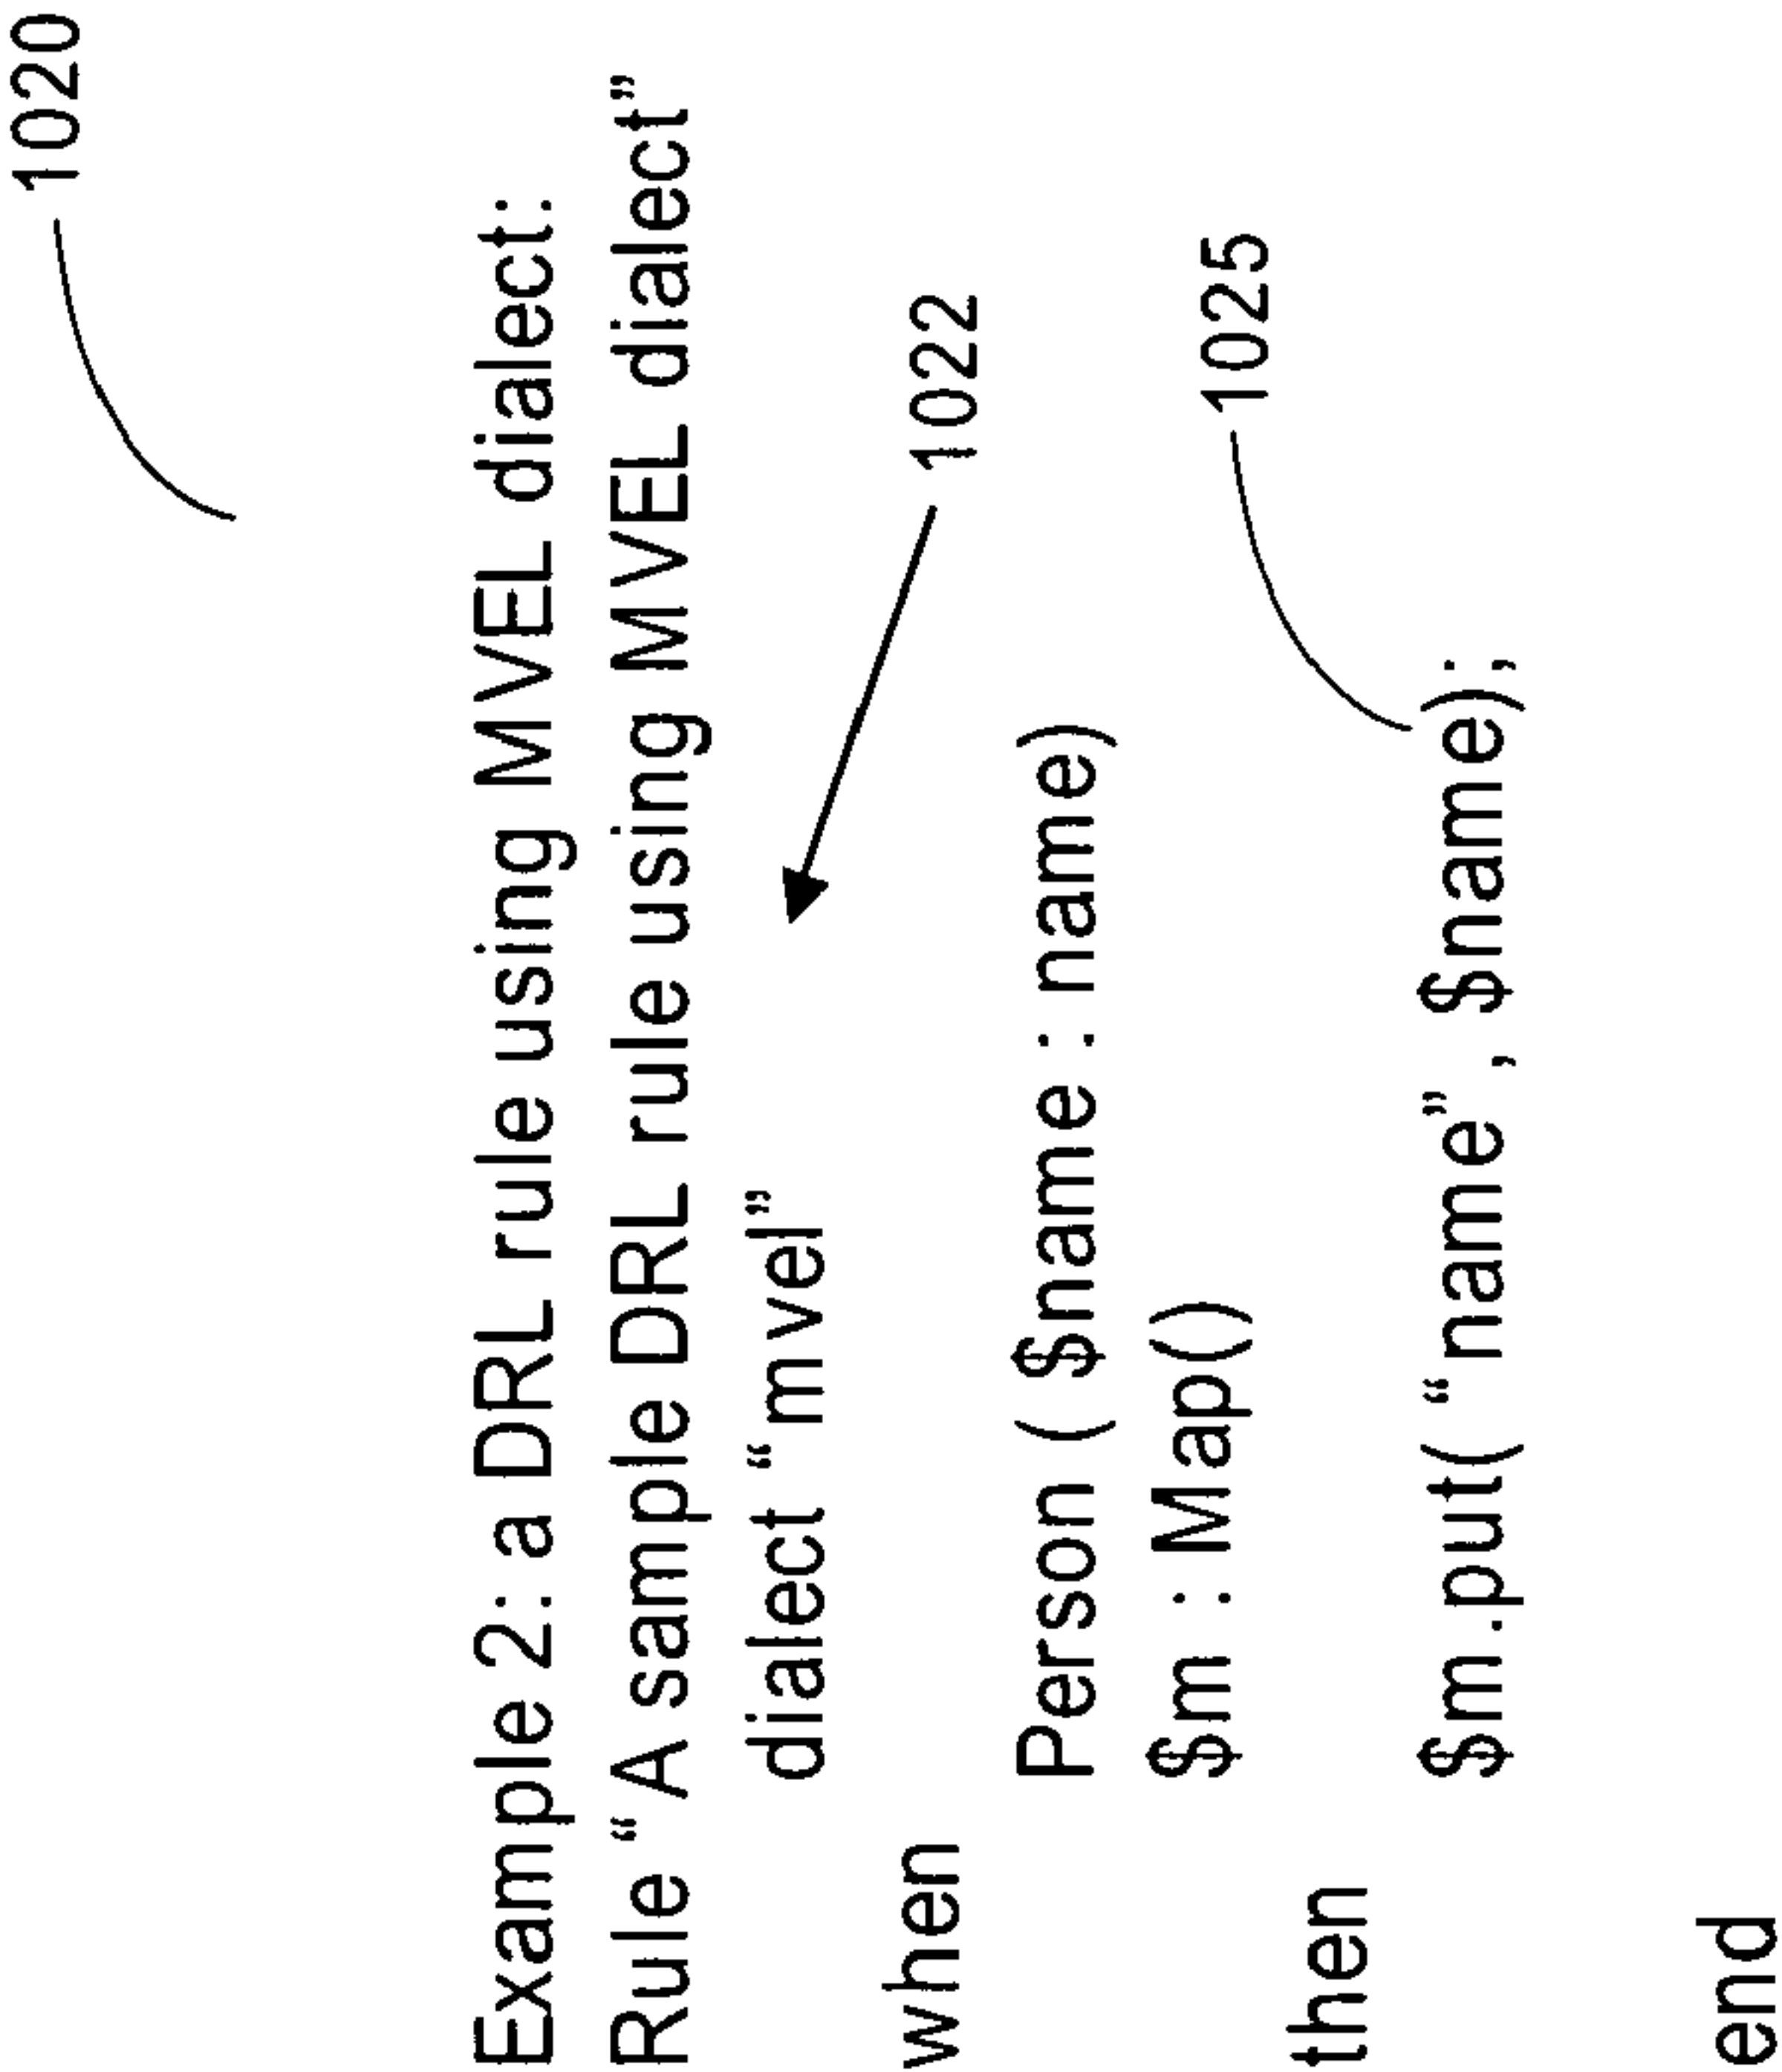 1020
Example 2: a DRL rule using MVEL dialect:
Rule “A sample DRL rule using MVEL dialect”
dialect “mvel”
1022
when
Person ( $name : name)
$m : Map()
1025
then
$m.put( “name”, $name);
end